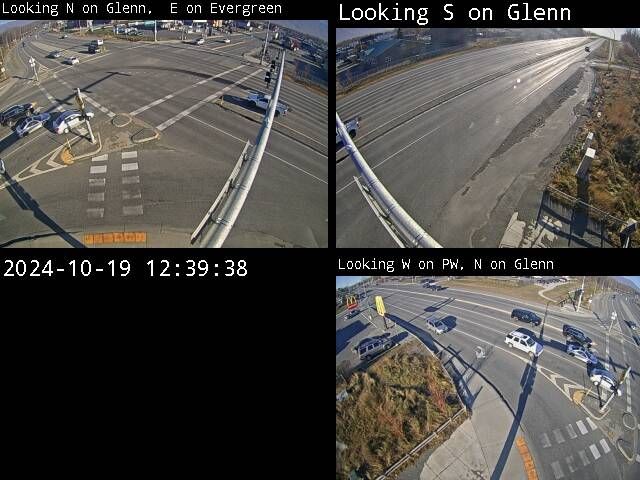 Looking N on Glenn, E on Evergreen
Looking S on Glenn
2024-10-19 12:39:38
Looking W on PW, N on Glenn